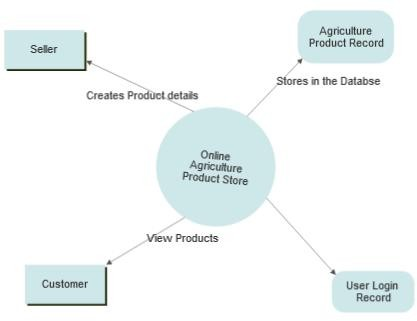 Seller
Agriculture
Product Record
Creates Product details
Stores in the Databse
Online
Agriculture
Product Store
View Products
Customer
User Login
Record